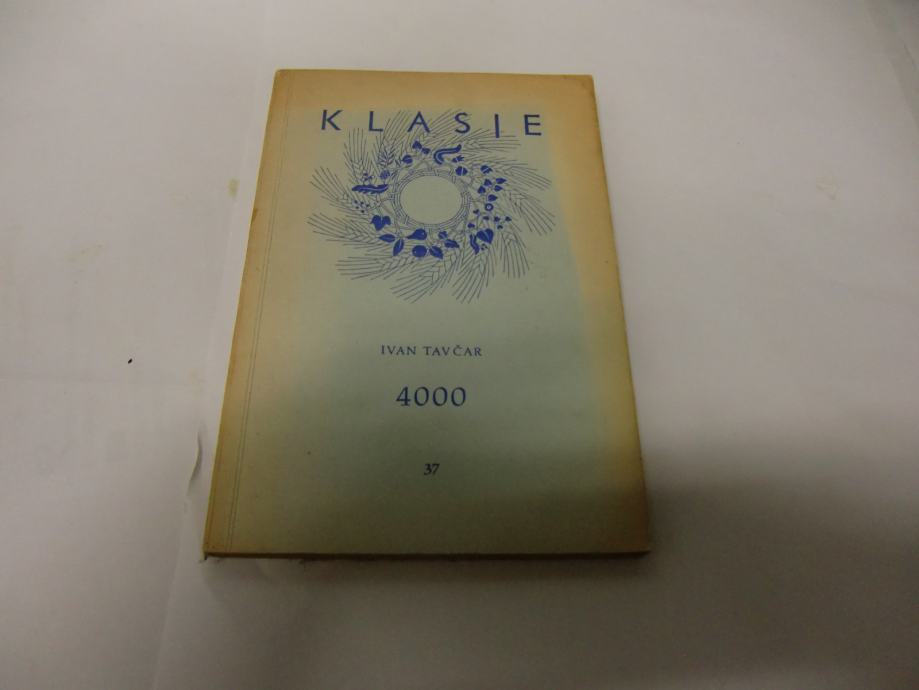 KLASJE
IVAN TAVČAR
4000
37